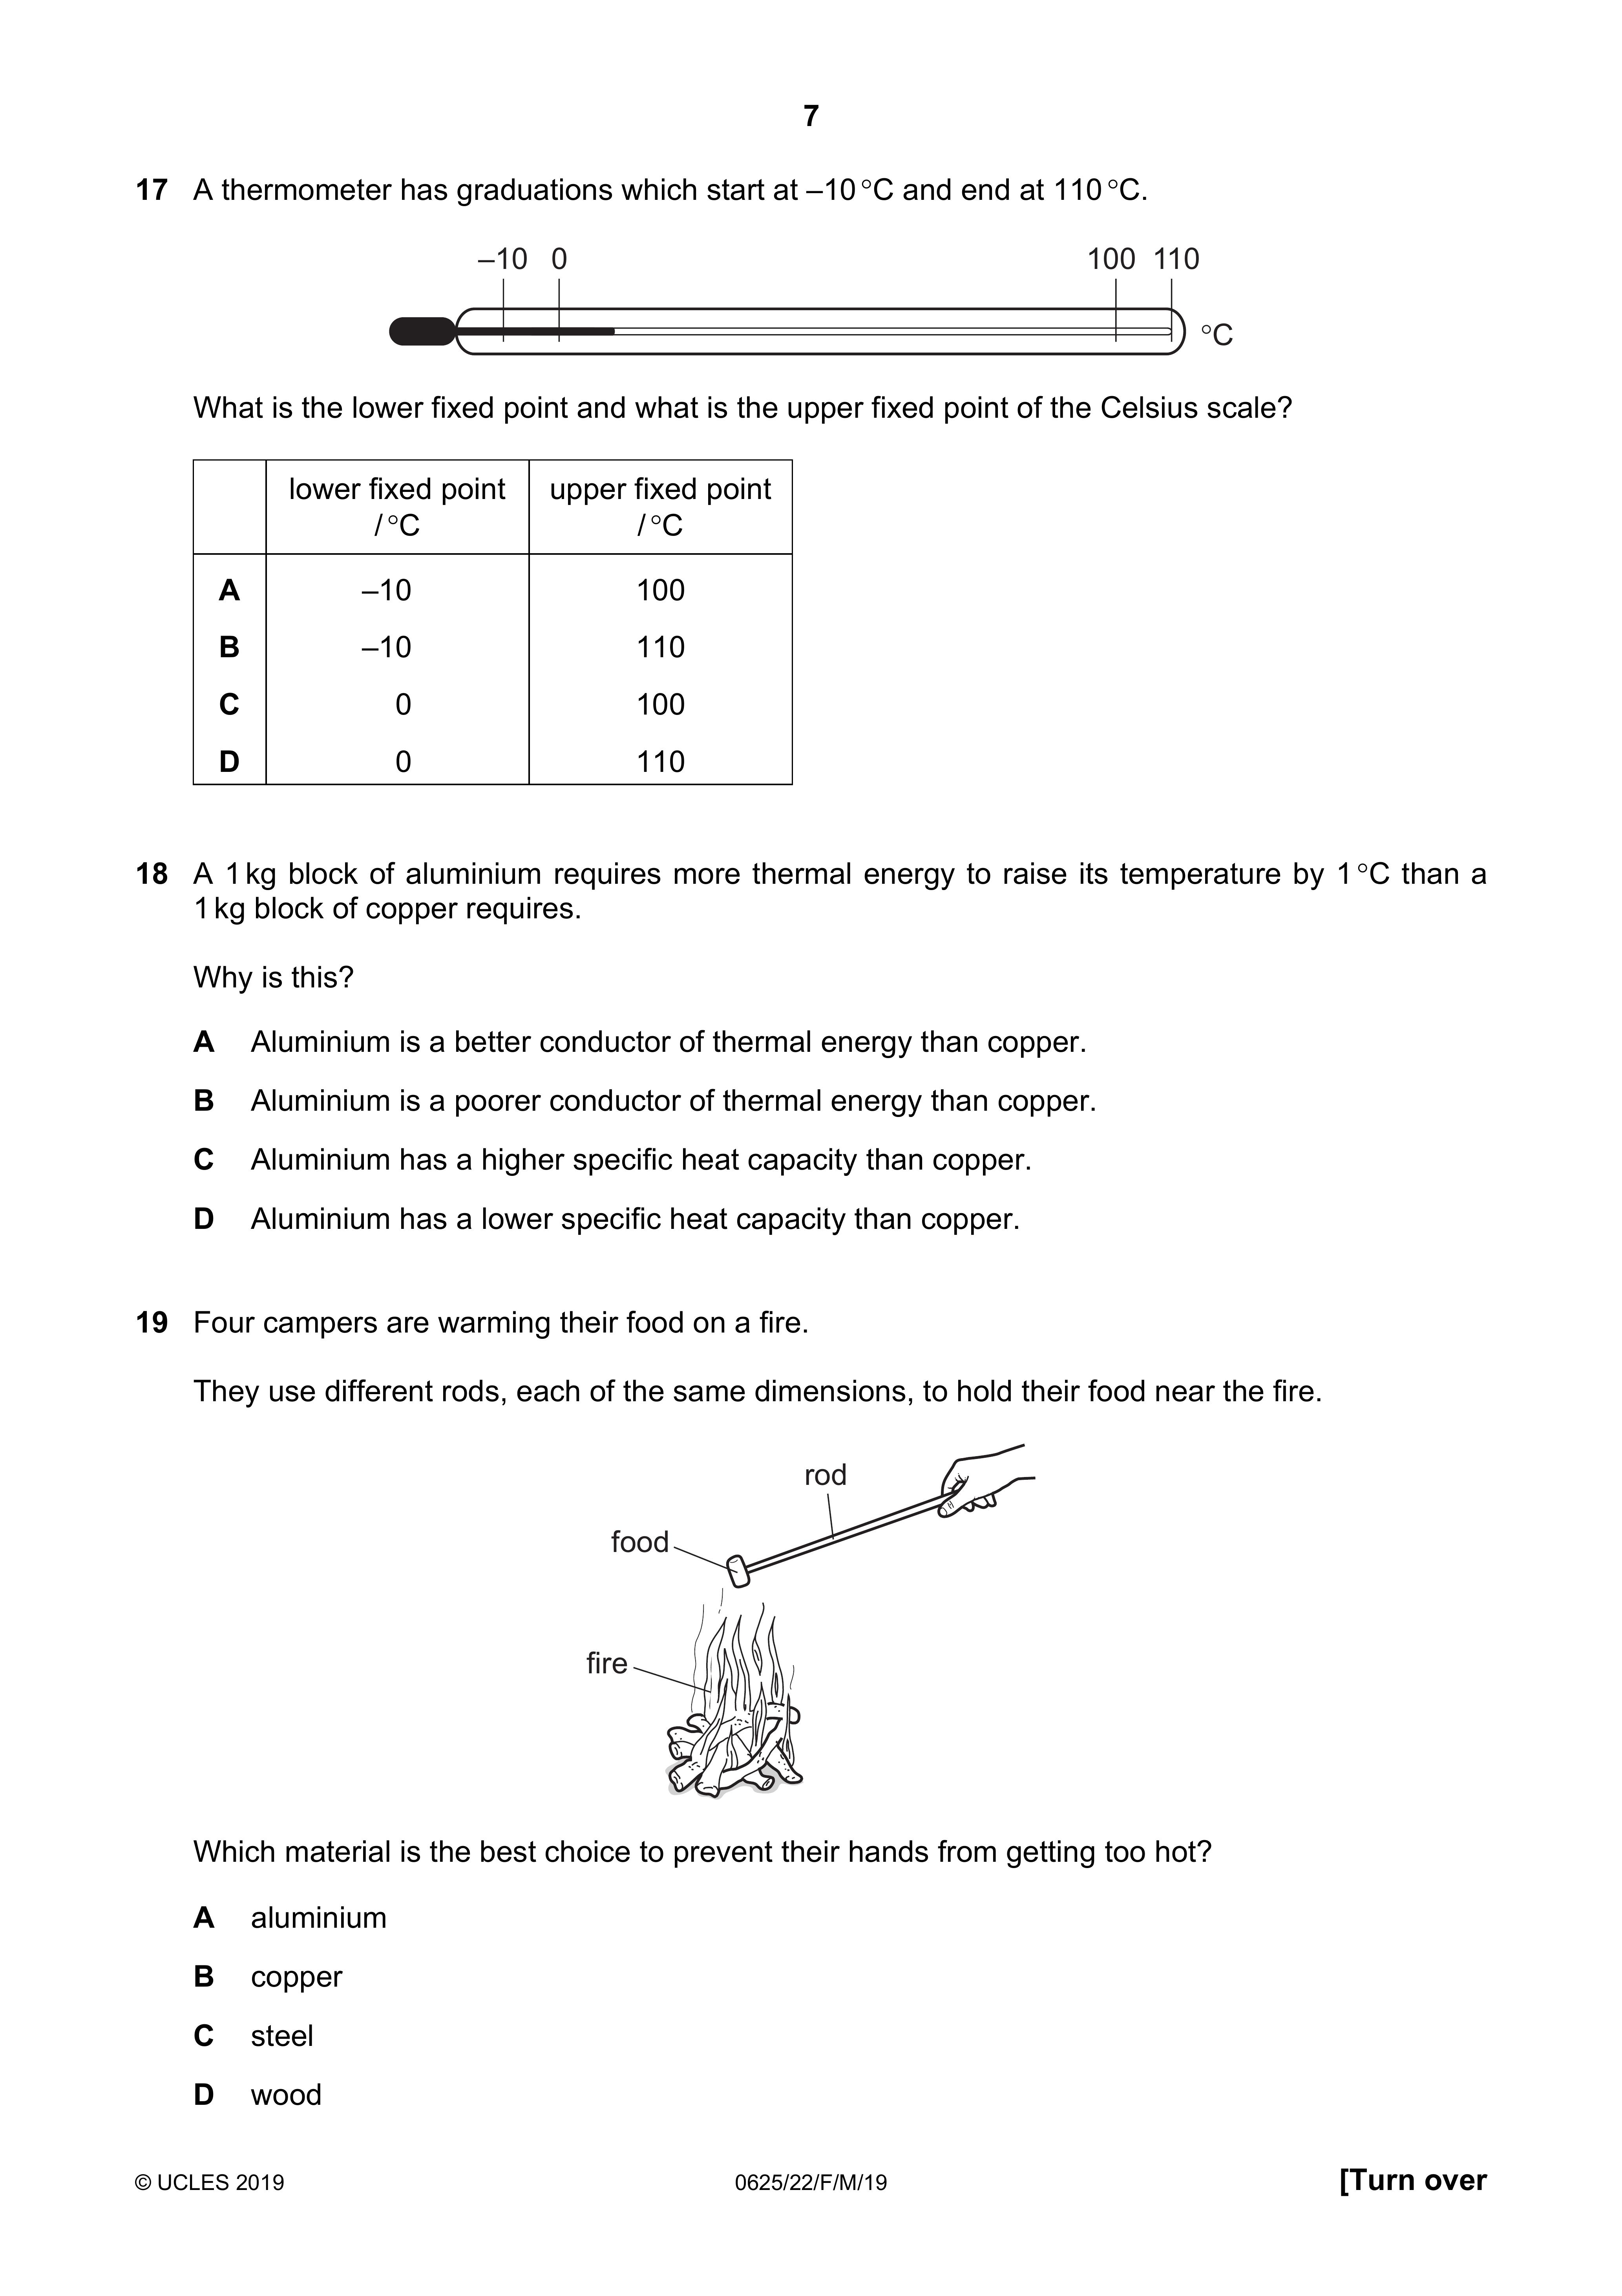 7
17 A thermometer has graduations which start at –10 °C and end at 110 °C.
–10 0 100 110
°C
What is the lower fixed point and what is the upper fixed point of the Celsius scale?
lower fixed point upper fixed point
/ °C / °C
A –10 100
B –10 110
C 0 100
D 0 110
18 A 1 kg block of aluminium requires more thermal energy to raise its temperature by 1 °C than a
1 kg block of copper requires.
Why is this?
A Aluminium is a better conductor of thermal energy than copper.
B Aluminium is a poorer conductor of thermal energy than copper.
C Aluminium has a higher specific heat capacity than copper.
D Aluminium has a lower specific heat capacity than copper.
19 Four campers are warming their food on a fire.
They use different rods, each of the same dimensions, to hold their food near the fire.
rod
food
fire
Which material is the best choice to prevent their hands from getting too hot?
A aluminium
B copper
C steel
D wood
© UCLES 2019 0625/22/F/M/19 [Turn over